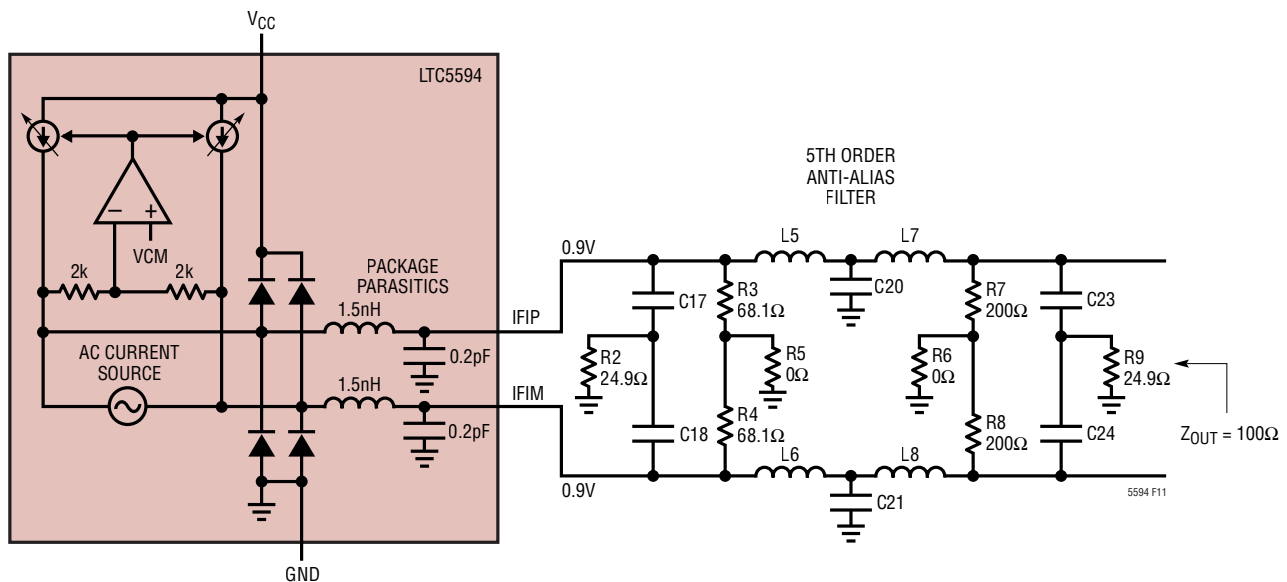 VCC
LTC5594
5TH ORDER
ANTI-ALIAS
FILTER
− +
VCM
2k
2k
PACKAGE
PARASITICS
1.5nH
0.2pF
IFIP
AC CURRENT
SOURCE
1.5nH
0.2pF
IFIM
GND
0.9V
L5
L7
C17
R3
68.1Ω
C20
R7
200Ω
C23
R2
24.9Ω
R5
0Ω
R6
0Ω
R9
24.9Ω
C18
R4
68.1Ω
R8
200Ω
C24
ZOUT = 100Ω
L6
L8
0.9V
C21
5594 F11